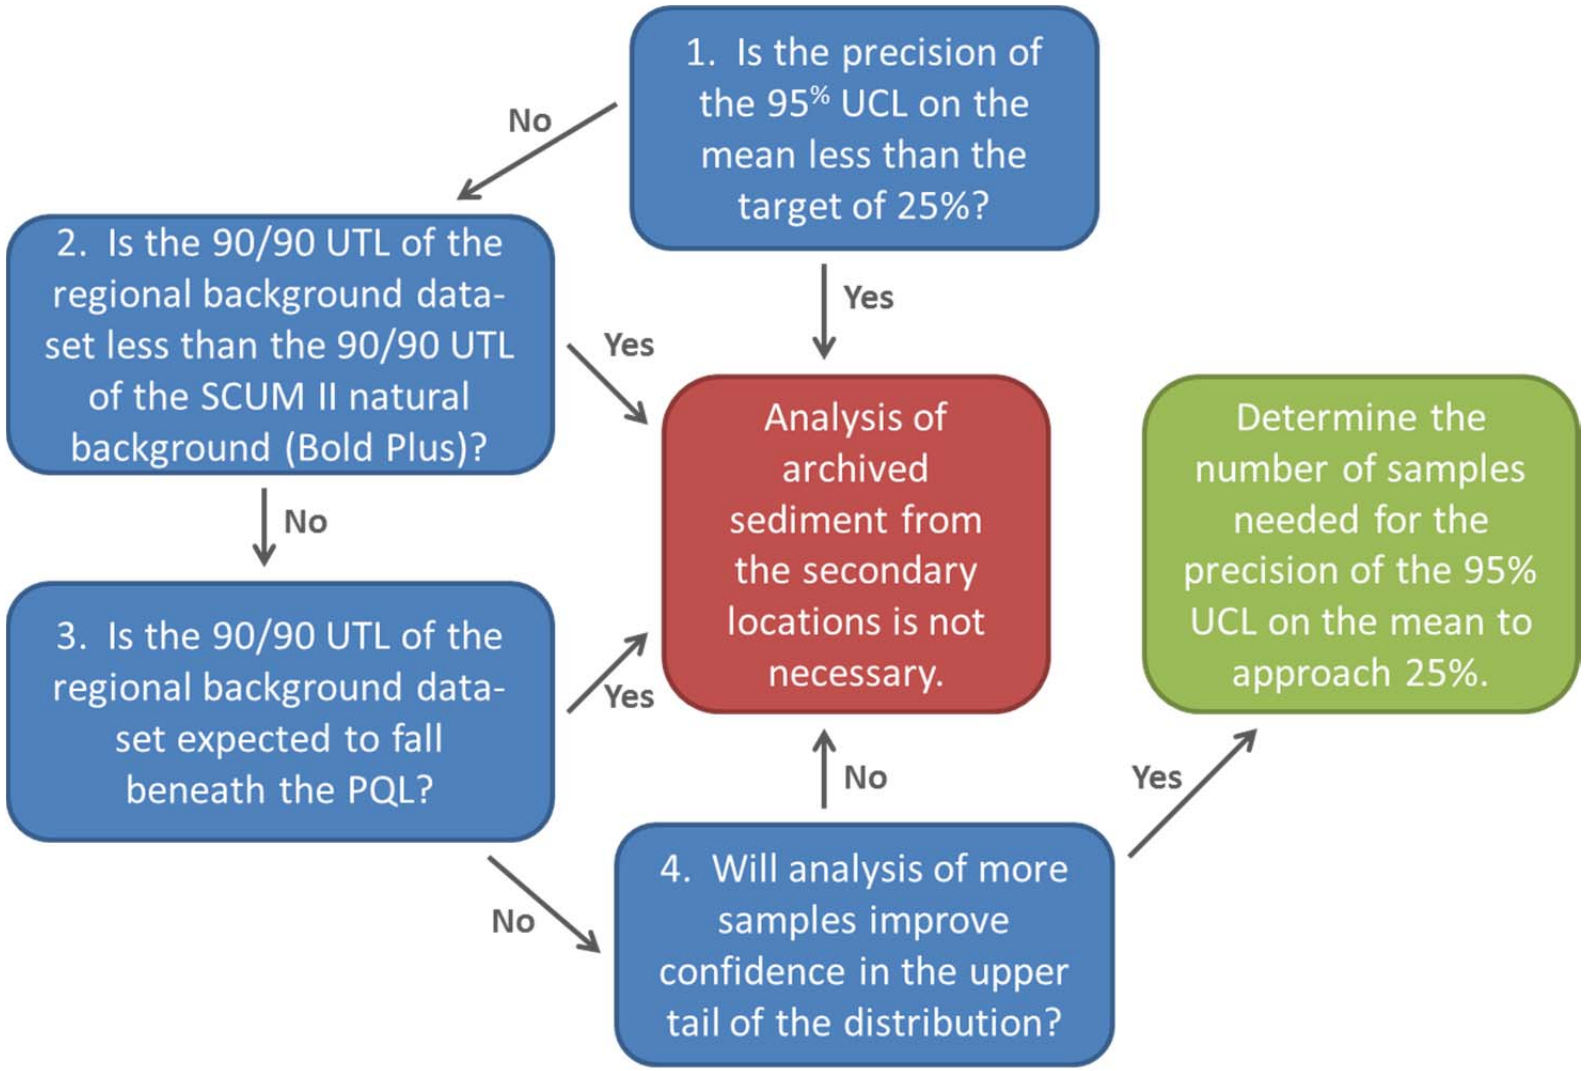 1. Is the precision of
the 95% UCL on the
mean less than the
target of 25%?
No
Yes
2. Is the 90/90 UTL of the
regional background data-
set less than the 90/90 UTL
of the SCUM II natural
background (Bold Plus)?
Yes
No
Analysis of
archived
sediment from
the secondary
locations is not
necessary.
Determine the
number of samples
needed for the
precision of the 95%
UCL on the mean to
approach 25%.
3. Is the 90/90 UTL of the
regional background data-
set expected to fall
beneath the PQL?
Yes
No
4. Will analysis of more
samples improve
confidence in the upper
tail of the distribution?
No
Yes